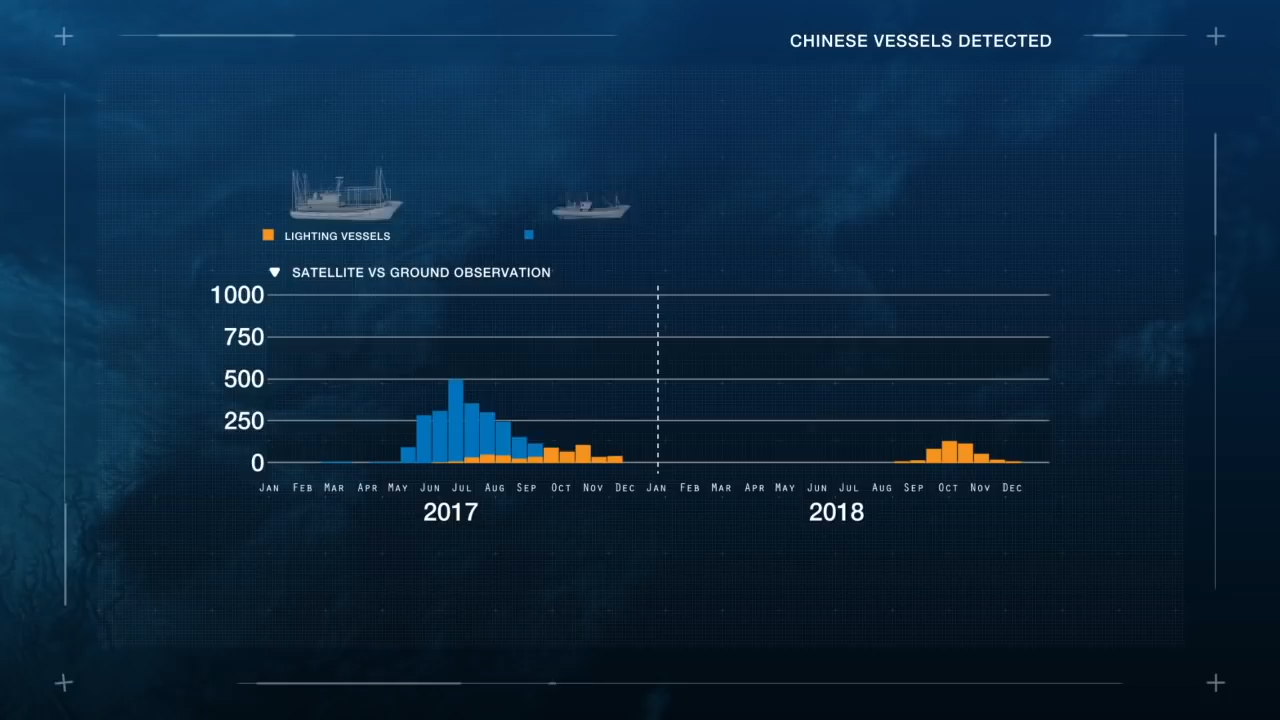 CHINESE VESSELS DETECTED
LIGHTING VESSELS
SATELLITE VS GROUND OBSERVATION
1000
750
500
250
0
JAN FEB MAR APR MAY JUN JUL AUG SEP OCT NOV DEC JAN FEB MAR APR MAY JUN JUL AUG SEP OCT NOV DEC
2017 2018